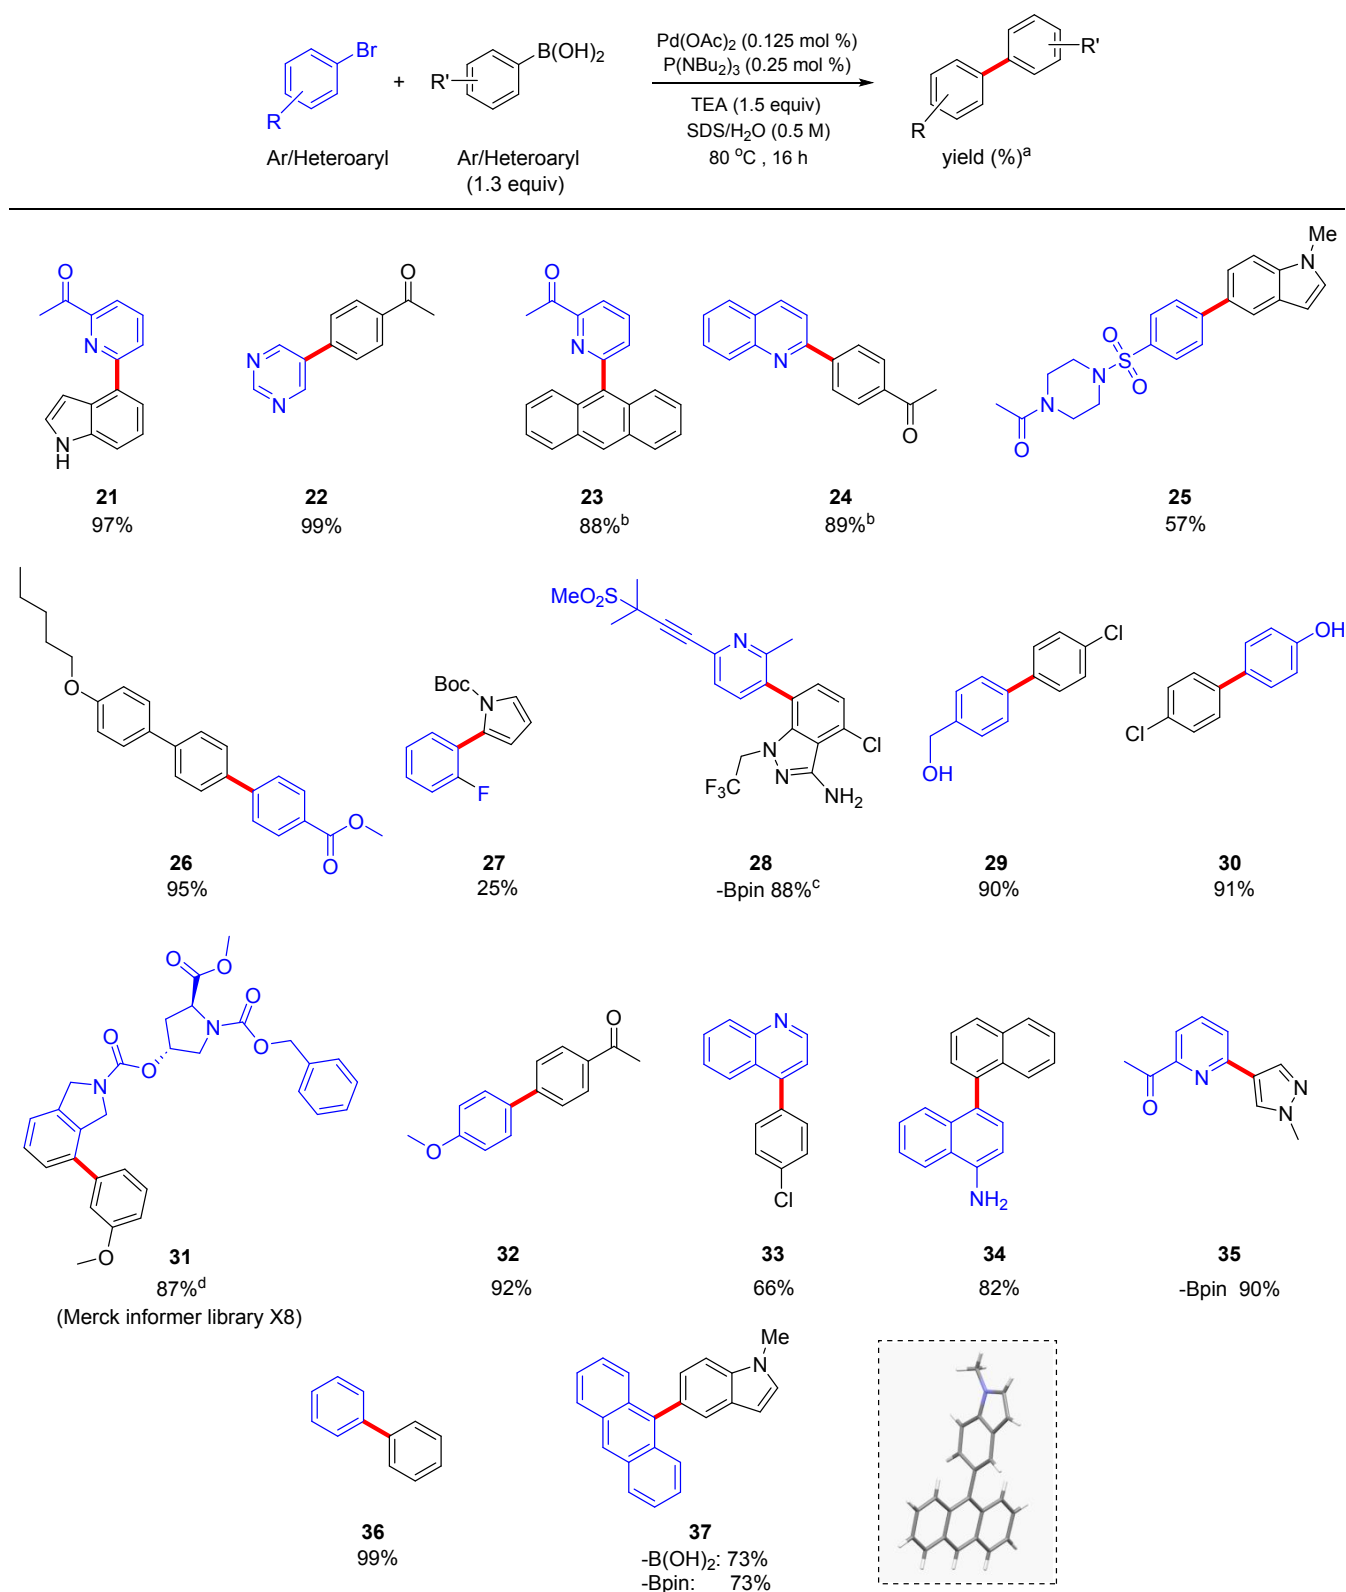 Br
R
Ar/Heteroaryl
+
R'
B(OH)2
Ar/Heteroaryl
(1.3 equiv)
Pd(OAc)2 (0.125 mol %)
P(NBu2)3 (0.25 mol %)
TEA (1.5 equiv)
SDS/H2O (0.5 M)
80 oC , 16 h
R'
R
yield (%)a
O
N
N
H
21
97%
O
N
N
22
99%
O
N
23
88%b
N
O
24
89%b
Me
N
O
S
O
N
N
O
25
57%
O
O
O
26
95%
Boc
N
F
27
25%
MeO2S
N
N
N
Cl
F3C
NH2
28
-Bpin 88%c
Cl
OH
29
90%
OH
Cl
30
91%
O
O
O
O
N
O
O
N
O
31
87%d
(Merck informer library X8)
O
O
32
92%
N
Cl
33
66%
NH2
34
82%
N
O
N
N
35
-Bpin 90%
36
99%
Me
N
37
-B(OH)2: 73%
-Bpin: 73%